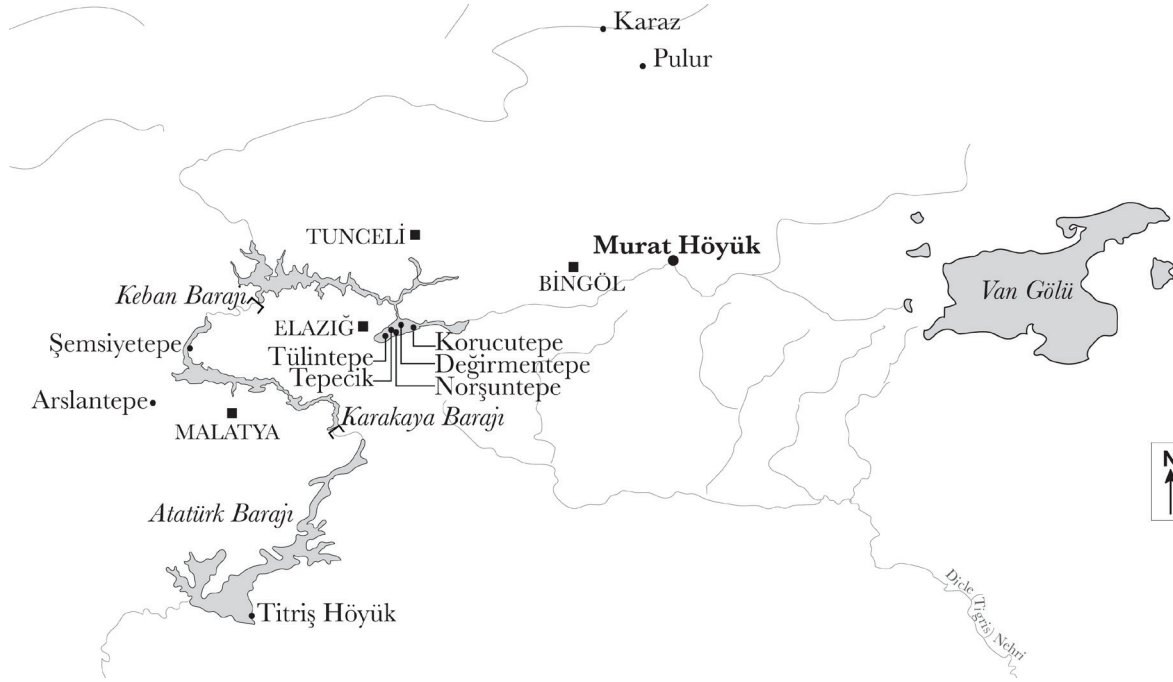 Karaz
Pulur
TUNCELİ
Murat Höyük
BİNGÖL
Van Gölü
Keban Barajı
ELAZIĞ
Korucutepe
Şemsiyetepe
Tülintepe
Değirmentepe
Tepecik
Norşuntepe
Arslantepe
MALATYA
Karakaya Barajı
N
Atatürk Barajı
Titriş Höyük
Dicle (Tigris) Nehri